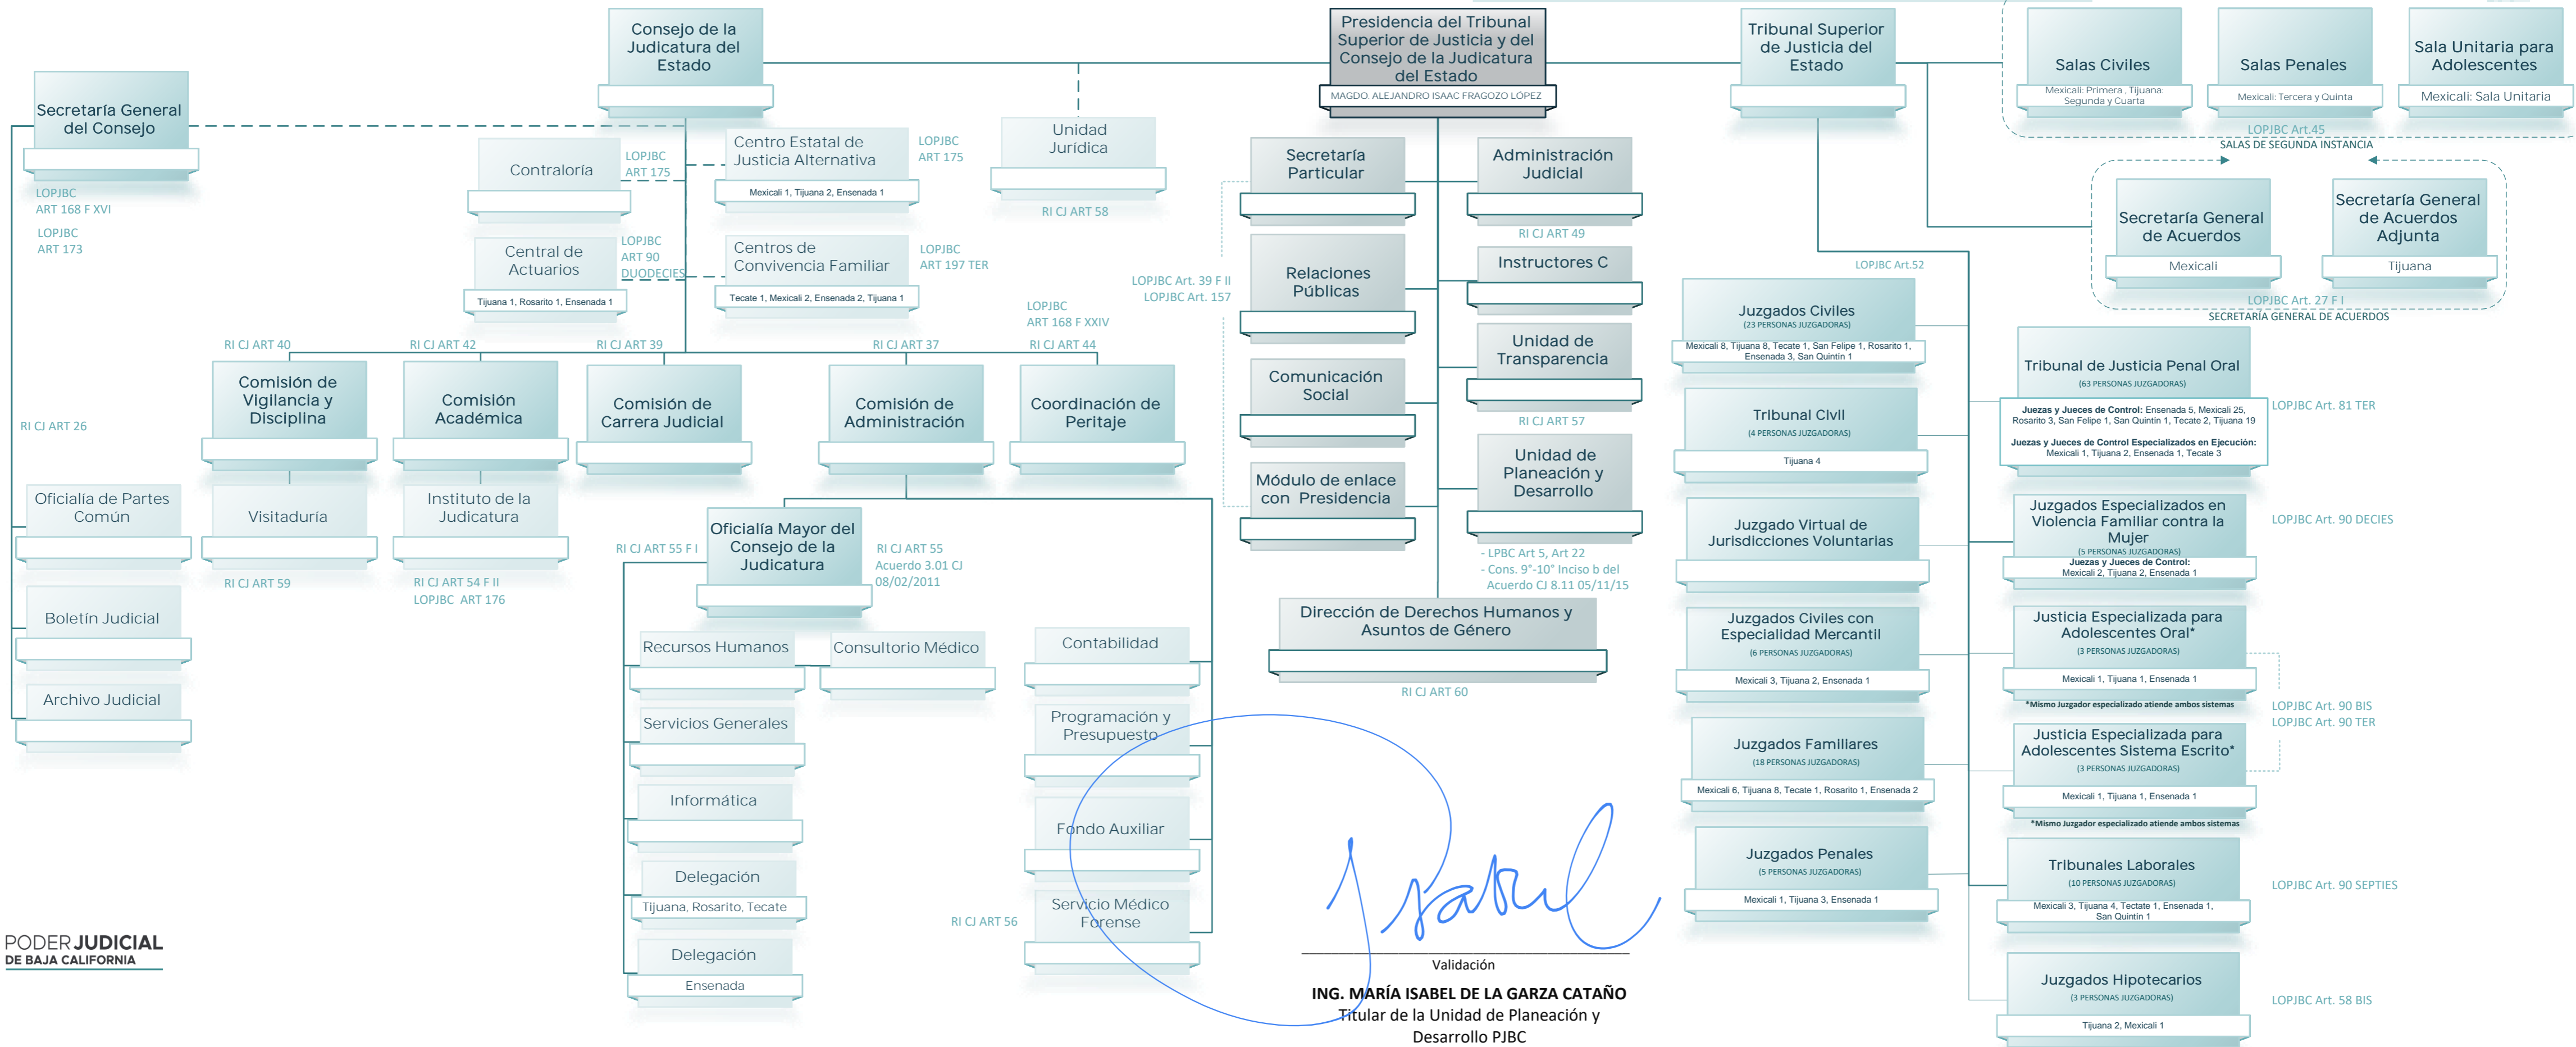 Consejo de la
Judicatura del
Estado
Presidencia del Tribunal
Superior de Justicia y del
Consejo de la Judicatura
del Estado
MAGDO. ALEJANDRO ISAAC FRAGOZO LÓPEZ
Tribunal Superior
de Justicia del
Estado
Salas Civiles
Mexicali: Primera , Tijuana:
Segunda y Cuarta
Salas Penales
Mexicali: Tercera y Quinta
Sala Unitaria para
Adolescentes
Mexicali: Sala Unitaria
LOPJBC Art.45
SALAS DE SEGUNDA INSTANCIA
Secretaría General
del Consejo
LOPJBC
ART 168 F XVI
LOPJBC
ART 173
Contraloría
LOPJBC
ART 175
Centro Estatal de
Justicia Alternativa
Mexicali 1, Tijuana 2, Ensenada 1
LOPJBC
ART 175
Unidad
Jurídica
RI CJ ART 58
Central de
Actuarios
Tijuana 1, Rosarito 1, Ensenada 1
LOPJBC
ART 90
DUODECIES
Centros de
Convivencia Familiar
Tecate 1, Mexicali 2, Ensenada 2, Tijuana 1
LOPJBC
ART 197 TER
Secretaría
Particular
Administración
Judicial
RI CJ ART 49
Relaciones
Públicas
Instructores C
LOPJBC Art. 39 F II
LOPJBC Art. 157
Comunicación
Social
Unidad de
Transparencia
RI CJ ART 57
Módulo de enlace
con Presidencia
Unidad de
Planeación y
Desarrollo
- LPBC Art 5, Art 22
- Cons. 9°-10° Inciso b del
Acuerdo CJ 8.11 05/11/15
Dirección de Derechos Humanos y
Asuntos de Género
RI CJ ART 60
Secretaría General
de Acuerdos
Mexicali
Secretaría General
de Acuerdos
Adjunta
Tijuana
LOPJBC Art. 27 F I
SECRETARÍA GENERAL DE ACUERDOS
LOPJBC
ART 168 F XXIV
RI CJ ART 40
RI CJ ART 42
RI CJ ART 39
RI CJ ART 37
RI CJ ART 44
Comisión de
Vigilancia y
Disciplina
Comisión
Académica
Comisión de
Carrera Judicial
Comisión de
Administración
Coordinación de
Peritaje
RI CJ ART 26
Oficialía de Partes
Común
Boletín Judicial
Archivo Judicial
Visitaduría
RI CJ ART 59
Instituto de la
Judicatura
RI CJ ART 54 F II
LOPJBC ART 176
RI CJ ART 55 F I
Oficialía Mayor del
Consejo de la
Judicatura
RI CJ ART 55
Acuerdo 3.01 CJ
08/02/2011
Recursos Humanos
Consultorio Médico
Servicios Generales
Informática
Delegación
Tijuana, Rosarito, Tecate
Delegación
Ensenada
Contabilidad
Programación y
Presupuesto
Fondo Auxiliar
RI CJ ART 56
Servicio Médico
Forense
LOPJBC Art.52
Juzgados Civiles
(23 PERSONAS JUZGADORAS)
Mexicali 8, Tijuana 8, Tecate 1, San Felipe 1, Rosarito 1,
Ensenada 3, San Quintín 1
Tribunal Civil
(4 PERSONAS JUZGADORAS)
Tijuana 4
Juzgado Virtual de
Jurisdicciones Voluntarias
Juzgados Civiles con
Especialidad Mercantil
(6 PERSONAS JUZGADORAS)
Mexicali 3, Tijuana 2, Ensenada 1
Juzgados Familiares
(18 PERSONAS JUZGADORAS)
Mexicali 6, Tijuana 8, Tecate 1, Rosarito 1, Ensenada 2
Juzgados Penales
(5 PERSONAS JUZGADORAS)
Mexicali 1, Tijuana 3, Ensenada 1
Tribunal de Justicia Penal Oral
(63 PERSONAS JUZGADORAS)
Juezas y Jueces de Control: Ensenada 5, Mexicali 25,
Rosarito 3, San Felipe 1, San Quintín 1, Tecate 2, Tijuana 19
Juezas y Jueces de Control Especializados en Ejecución:
Mexicali 1, Tijuana 2, Ensenada 1, Tecate 3
LOPJBC Art. 81 TER
Juzgados Especializados en
Violencia Familiar contra la
Mujer
(5 PERSONAS JUZGADORAS)
Juezas y Jueces de Control:
Mexicali 2, Tijuana 2, Ensenada 1
LOPJBC Art. 90 DECIES
Justicia Especializada para
Adolescentes Oral*
(3 PERSONAS JUZGADORAS)
Mexicali 1, Tijuana 1, Ensenada 1
*Mismo Juzgador especializado atiende ambos sistemas
LOPJBC Art. 90 BIS
LOPJBC Art. 90 TER
Justicia Especializada para
Adolescentes Sistema Escrito*
(3 PERSONAS JUZGADORAS)
Mexicali 1, Tijuana 1, Ensenada 1
*Mismo Juzgador especializado atiende ambos sistemas
Tribunales Laborales
(10 PERSONAS JUZGADORAS)
Mexicali 3, Tijuana 4, Tectate 1, Ensenada 1,
San Quintín 1
LOPJBC Art. 90 SEPTIES
Juzgados Hipotecarios
(3 PERSONAS JUZGADORAS)
Tijuana 2, Mexicali 1
LOPJBC Art. 58 BIS
PODER JUDICIAL
DE BAJA CALIFORNIA
Isabel
Validación
ING. MARÍA ISABEL DE LA GARZA CATAÑO
Titular de la Unidad de Planeación y
Desarrollo PJBC